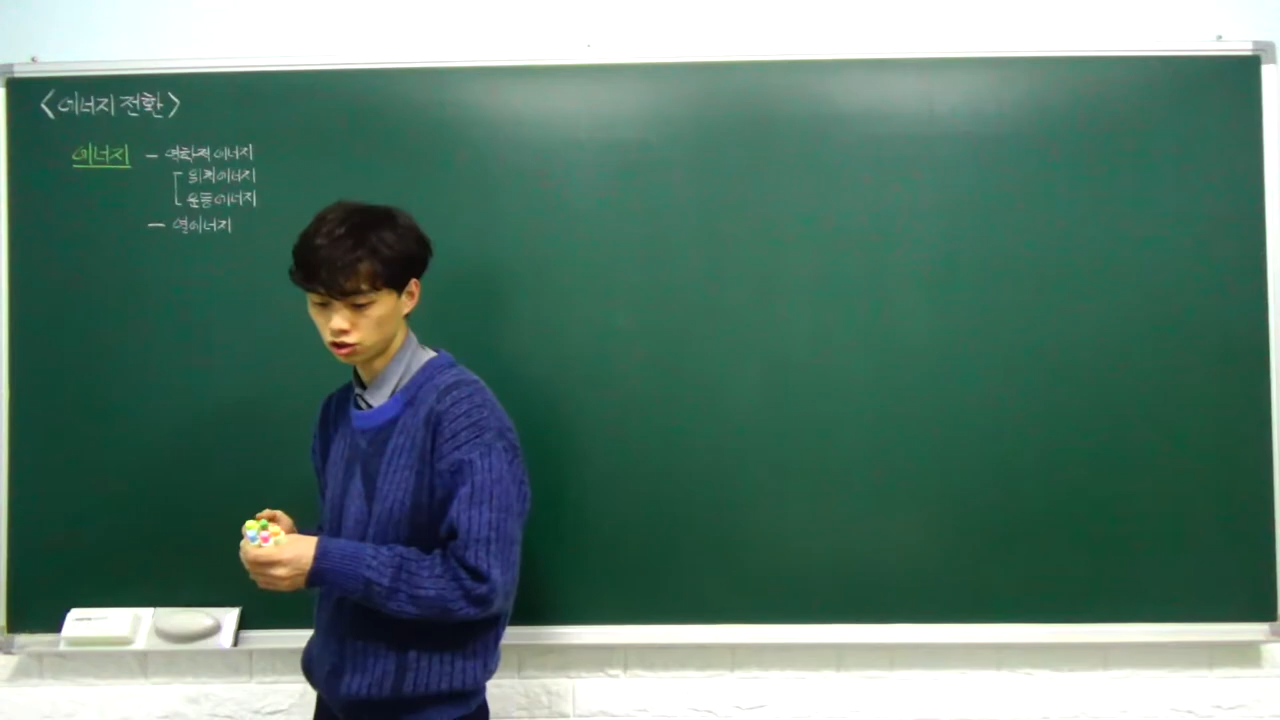 <에너지 전환>
에너지 - 역학적 에너지
위치에너지
운동에너지
- 열에너지